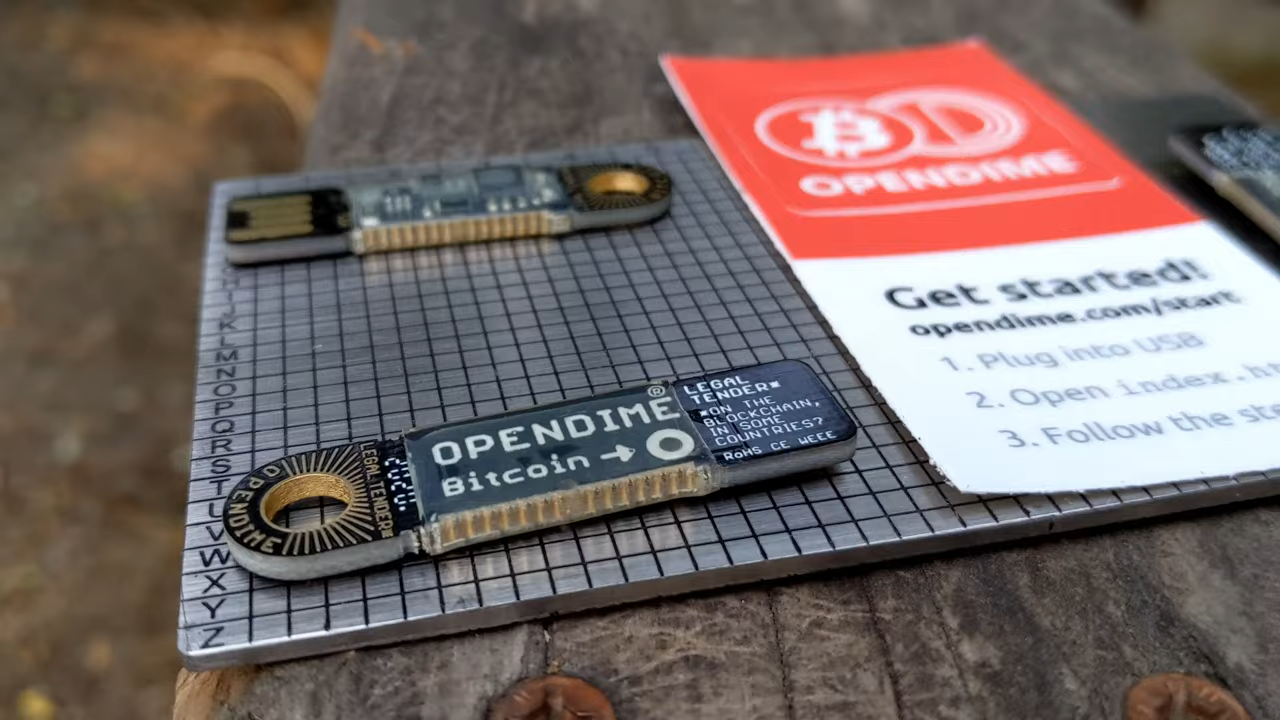 OPENDIME
Get started!
opendime.com/start
1. Plug into USB
2. Open index.ht
3. Follow the ste
J
K
L
M
N
O
P
Q
R
S
T
U
V
W
X
Y
Z
OPENDIME
LEGAL TENDER*
OPENDIME®
Bitcoin →
LEGAL
TENDER*
*ON THE
BLOCKCHAIN,
IN SOME
COUNTRIES?
RoHS CE WEEE